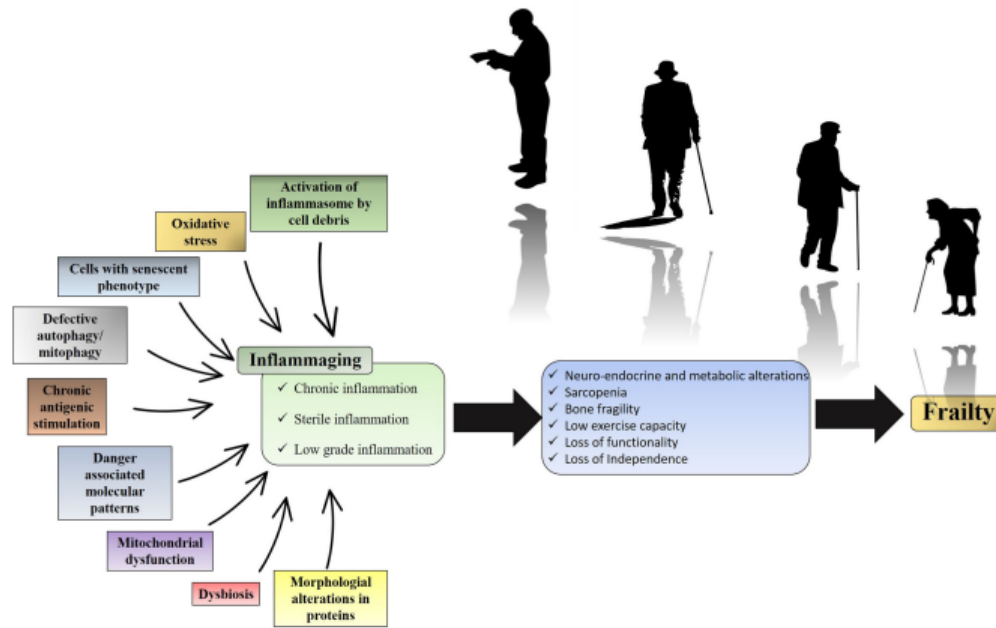 Activation of
inflammasome by
cell debris
Oxidative
stress
Cells with senescent
phenotype
Defective
autophagy/
mitophagy
Chronic
antigenic
stimulation
Danger
associated
molecular
patterns
Mitochondrial
dysfunction
Dysbiosis
Morphologial
alterations in
proteins
Inflammaging
✓ Chronic inflammation
✓ Sterile inflammation
✓ Low grade inflammation
✓ Neuro-endocrine and metabolic alterations
✓ Sarcopenia
✓ Bone fragility
✓ Low exercise capacity
✓ Loss of functionality
✓ Loss of Independence
Frailty